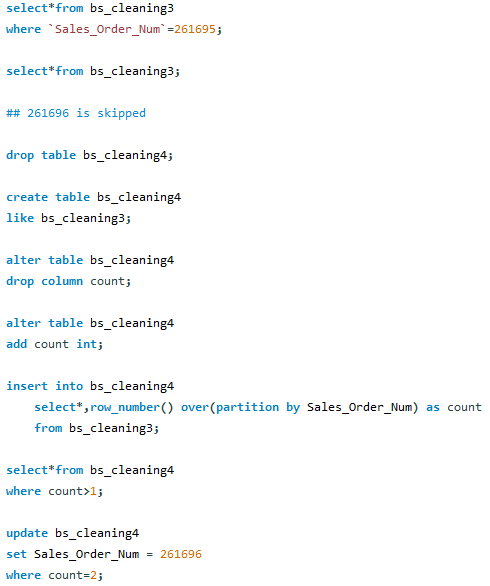 select*from bs_cleaning3
where `Sales_Order_Num`=261695;
select*from bs_cleaning3;
## 261696 is skipped
drop table bs_cleaning4;
create table bs_cleaning4
like bs_cleaning3;
alter table bs_cleaning4
drop column count;
alter table bs_cleaning4
add count int;
insert into bs_cleaning4
select*,row_number() over(partition by Sales_Order_Num) as count
from bs_cleaning3;
select*from bs_cleaning4
where count>1;
update bs_cleaning4
set Sales_Order_Num = 261696
where count=2;